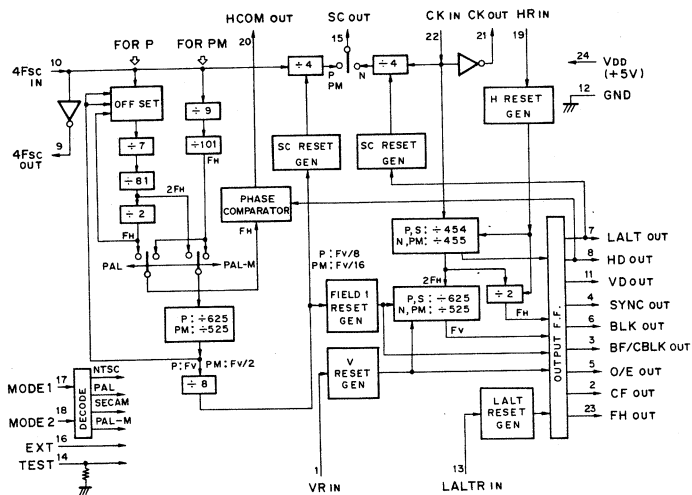 HCOM OUT
SC OUT
CK IN CK OUT HR IN
20
15
22
21
19
FOR P
FOR PM
10
4FSC
IN
÷4
P
PM
N
÷4
24
VDD
(+5V)
12
GND
OFF SET
÷9
H RESET
GEN
9
4FSC
OUT
÷7
÷101
FH
SC RESET
GEN
SC RESET
GEN
÷81
2FH
÷2
FH
PHASE
COMPARATOR
FH
P,S: ÷454
N,PM: ÷455
7
LALT OUT
8
HD OUT
PAL
PAL-M
P:FV/8
PM:FV/16
2FH
11
VD OUT
÷2
FH
4
SYNC OUT
P: ÷625
PM: ÷525
FIELD 1
RESET
GEN
P,S: ÷625
N,PM: ÷525
FV
OUTPUT F.F.
6
BLK OUT
3
BF/CBLK OUT
P:FV
PM:FV/2
÷8
V
RESET
GEN
5
O/E OUT
2
CF OUT
NTSC
MODE1
17
PAL
DECODE
SECAM
MODE2
18
PAL-M
LALT
RESET
GEN
23
FH OUT
EXT
16
TEST
14
1
VR IN
13
LALTR IN